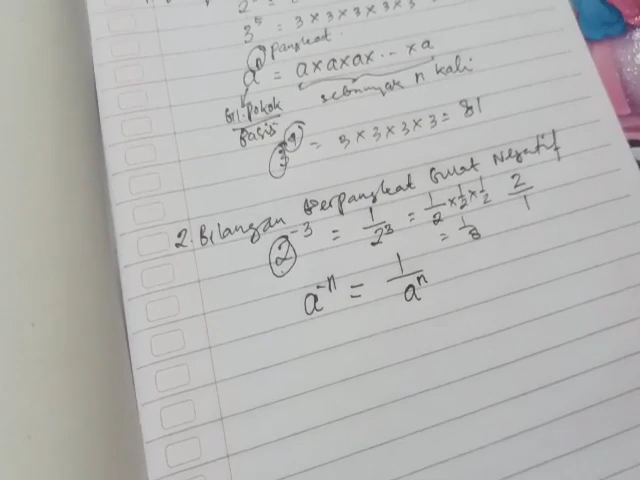 3⁵ = 3 × 3 × 3 × 3 × 3
Pangkat.
aⁿ = a × a × a × ... × a
sebanyak n kali
Bil. Pokok
Basis
3⁴ = 3 × 3 × 3 × 3 = 81
2. Bilangan Berpangkat Bulat Negatif
2⁻³ = 1/2³ = 1/2 × 1/2 × 1/2 2/1
= 1/8
a⁻ⁿ = 1/aⁿ